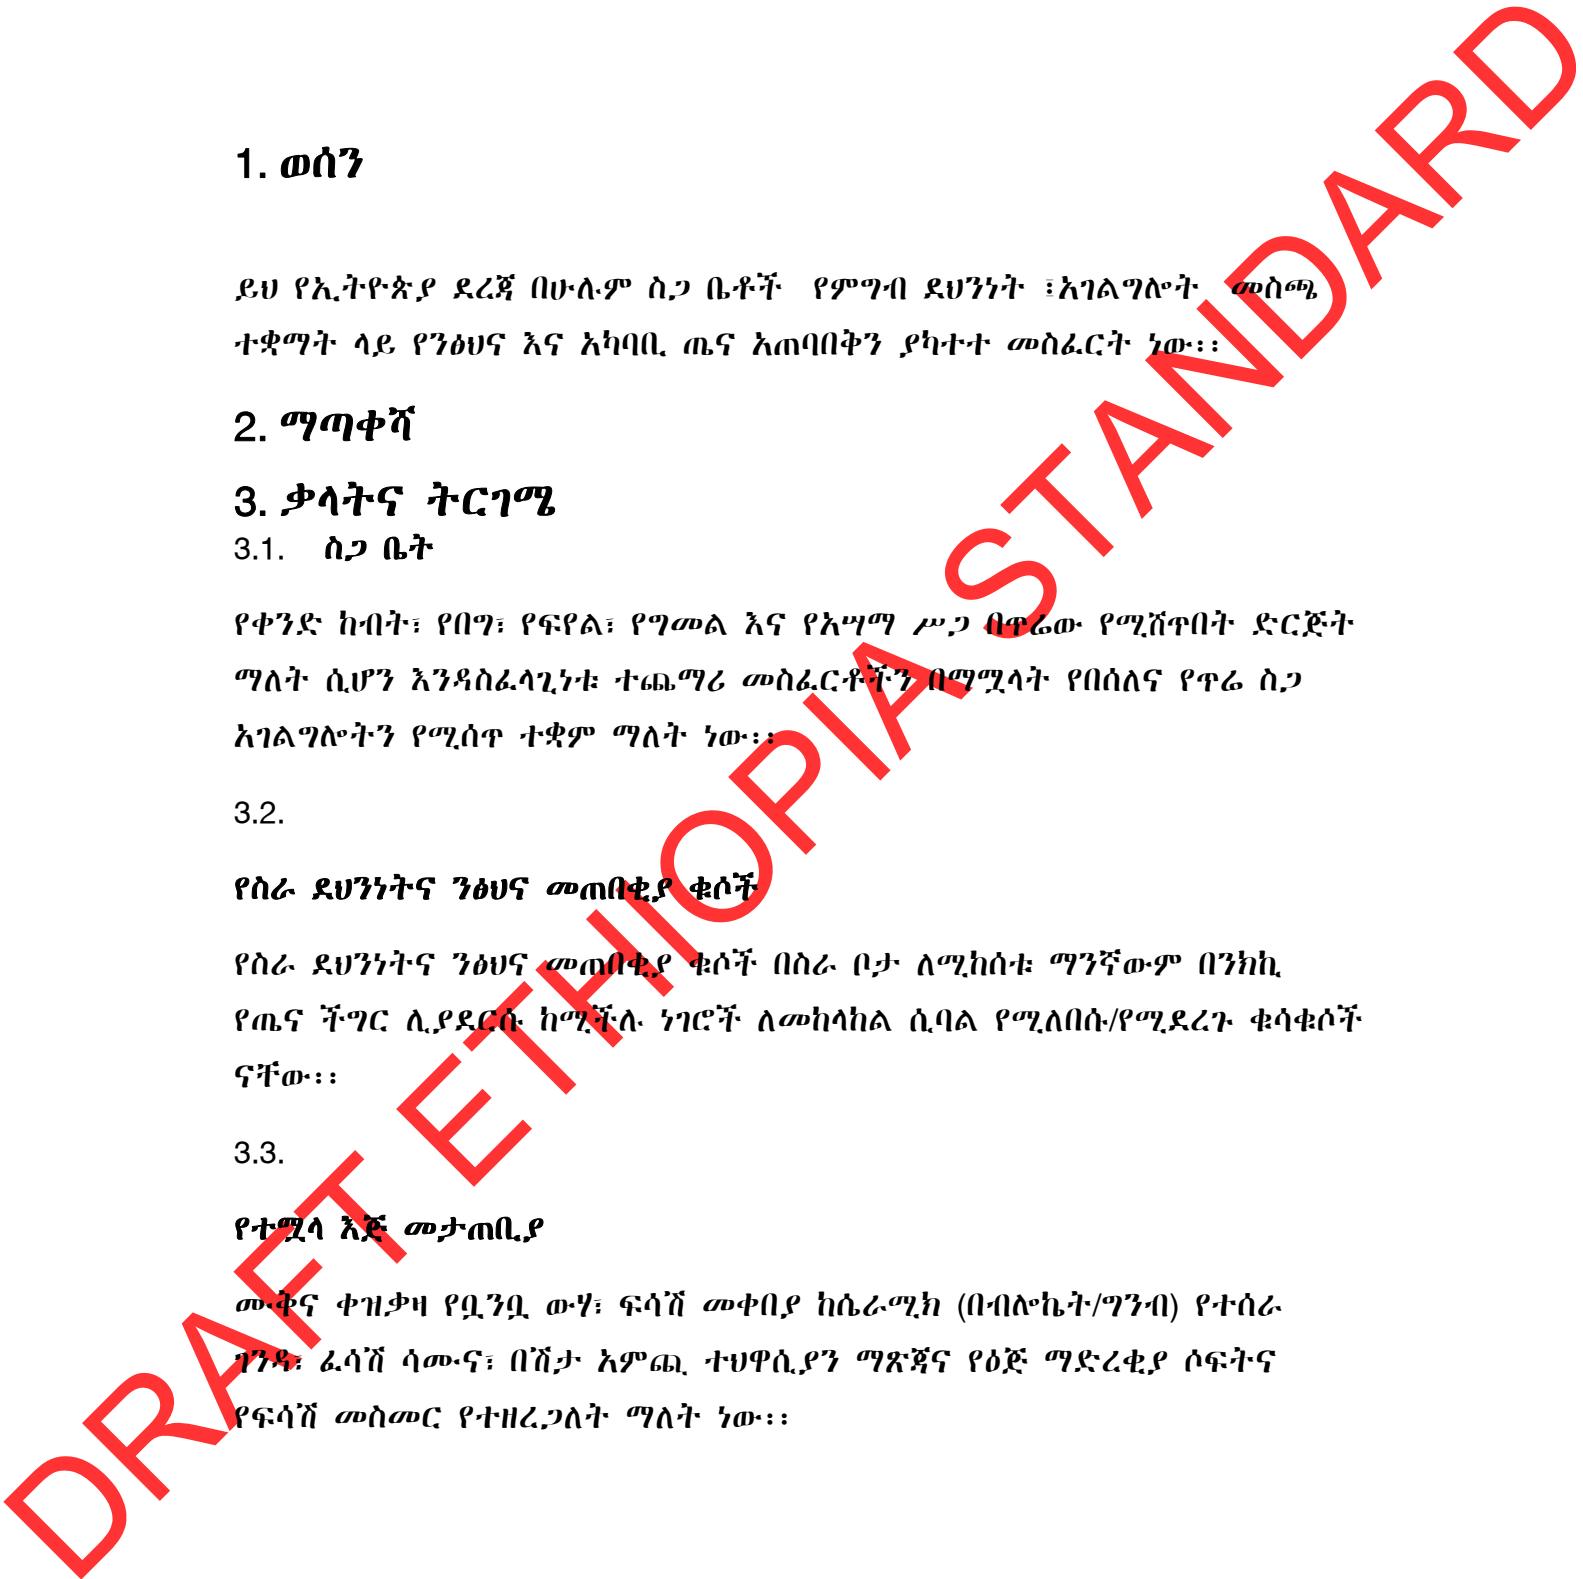 1. ወሰን
ይህ የኢትዮጵያ ደረጃ በሁሉም ስጋ ቤቶች የምግብ ደህንነት ፤አገልግሎት መስጫ
ተቋማት ላይ የንፅህና እና አካባቢ ጤና አጠባበቅን ያካተተ መስፈርት ነው፡፡
2. ማጣቀሻ
3. ቃላትና ትርጉሜ
3.1. ስጋ ቤት
የቀንድ ከብት፣ የበግ፣ የፍየል፣ የግመል እና የአሣማ ሥጋ በጥሬው የሚሸጥበት ድርጅት
ማለት ሲሆን እንዳስፈላጊነቱ ተጨማሪ መስፈርቶችን በማሟላት የበሰለና የጥሬ ስጋ
አገልግሎትን የሚሰጥ ተቋም ማለት ነው፡፡
3.2.
የስራ ደህንነትና ንፅህና መጠበቂያ ቁሶች
የስራ ደህንነትና ንፅህና መጠበቂያ ቁሶች በስራ ቦታ ለሚከሰቱ ማንኛውም በንክኪ
የጤና ችግር ሊያደርሱ ከሚችሉ ነገሮች ለመከላከል ሲባል የሚለበሱ/የሚደረጉ ቁሳቁሶች
ናቸው፡፡
3.3.
የተሟላ እጅ መታጠቢያ
ሙቅና ቀዝቃዛ የቧንቧ ውሃ፣ ፍሳሽ መቀበያ ከሴራሚክ (በብሎኬት/ግንብ) የተሰራ
ገንዳ፣ ፈሳሽ ሳሙና፣ በሽታ አምጪ ተህዋሲያን ማጽጃና የዕጅ ማድረቂያ ሶፍትና
የፍሳሽ መስመር የተዘረጋለት ማለት ነው፡፡
DRAFT ETHIOPIA STANDARD